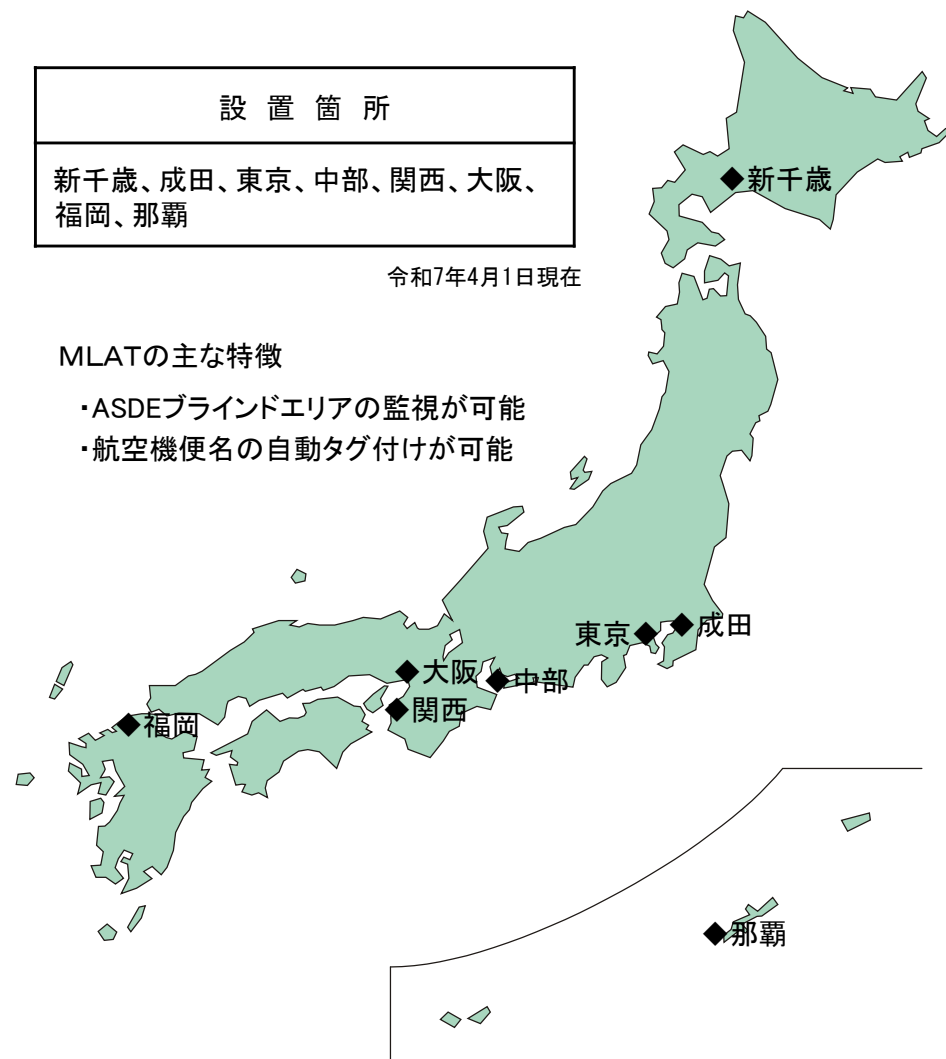 設置箇所
新千歳、成田、東京、中部、関西、大阪、
福岡、那覇
令和7年4月1日現在
MLATの主な特徴
・ASDEブラインドエリアの監視が可能
・航空機便名の自動タグ付けが可能
◆新千歳
東京◆
◆成田
◆大阪
◆中部
◆関西
◆福岡
◆那覇